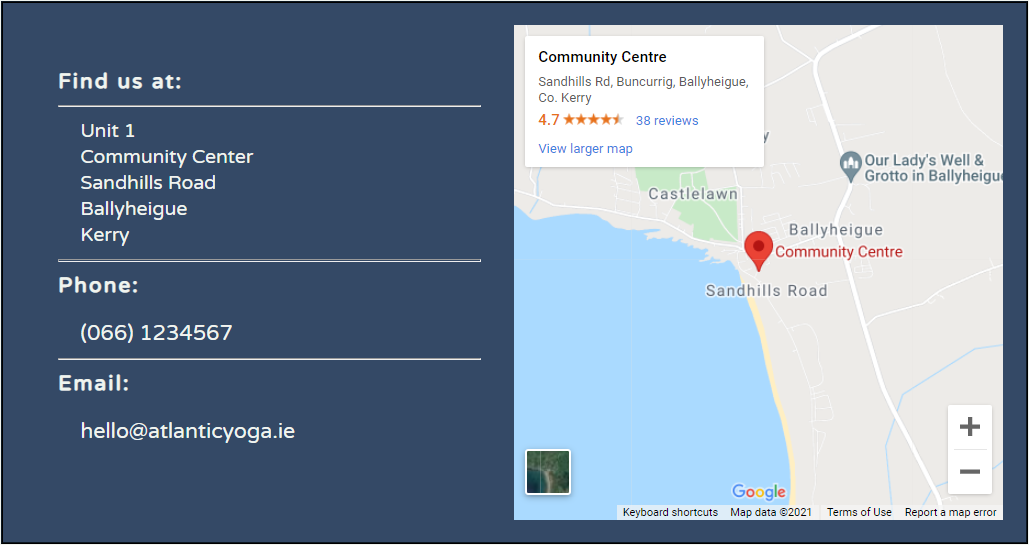 Find us at:
Unit 1
Community Center
Sandhills Road
Ballyheigue
Kerry
Phone:
(066) 1234567
Email:
hello@atlanticyoga.ie
Community Centre
Sandhills Rd, Buncurrig, Ballyheigue,
Co. Kerry
4.7 38 reviews
View larger map
Our Lady's Well &
Grotto in Ballyheigue
Castlelawn
Ballyheigue
Community Centre
Sandhills Road
Google
Keyboard shortcuts Map data ©2021 Terms of Use Report a map error